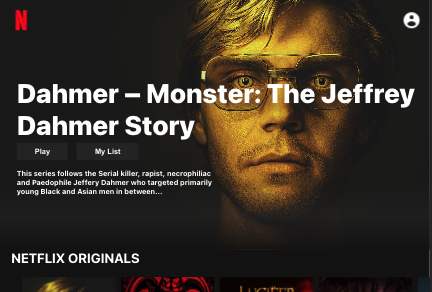 N
Dahmer – Monster: The Jeffrey
Dahmer Story
Play
My List
This series follows the Serial killer, rapist, necrophiliac
and Paedophile Jeffery Dahmer who targeted primarily
young Black and Asian men in between...
NETFLIX ORIGINALS
LUCIFER